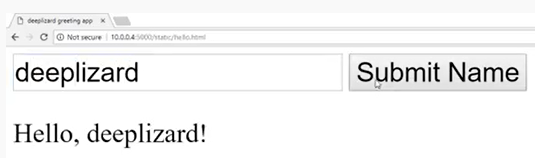 deeplizard greeting app
Not secure | 10.0.0.4:5000/static/hello.html
deeplizard Submit Name
Hello, deeplizard!